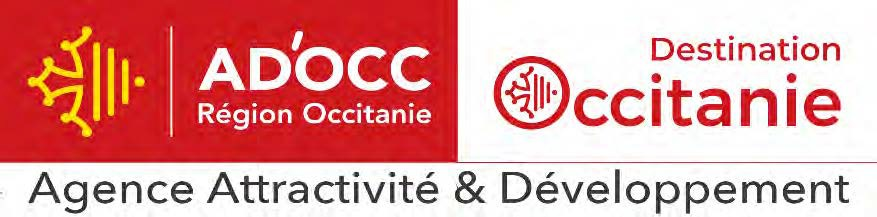 AD'OCC
Région Occitanie
Destination
Occitanie
Agence Attractivité & Développement